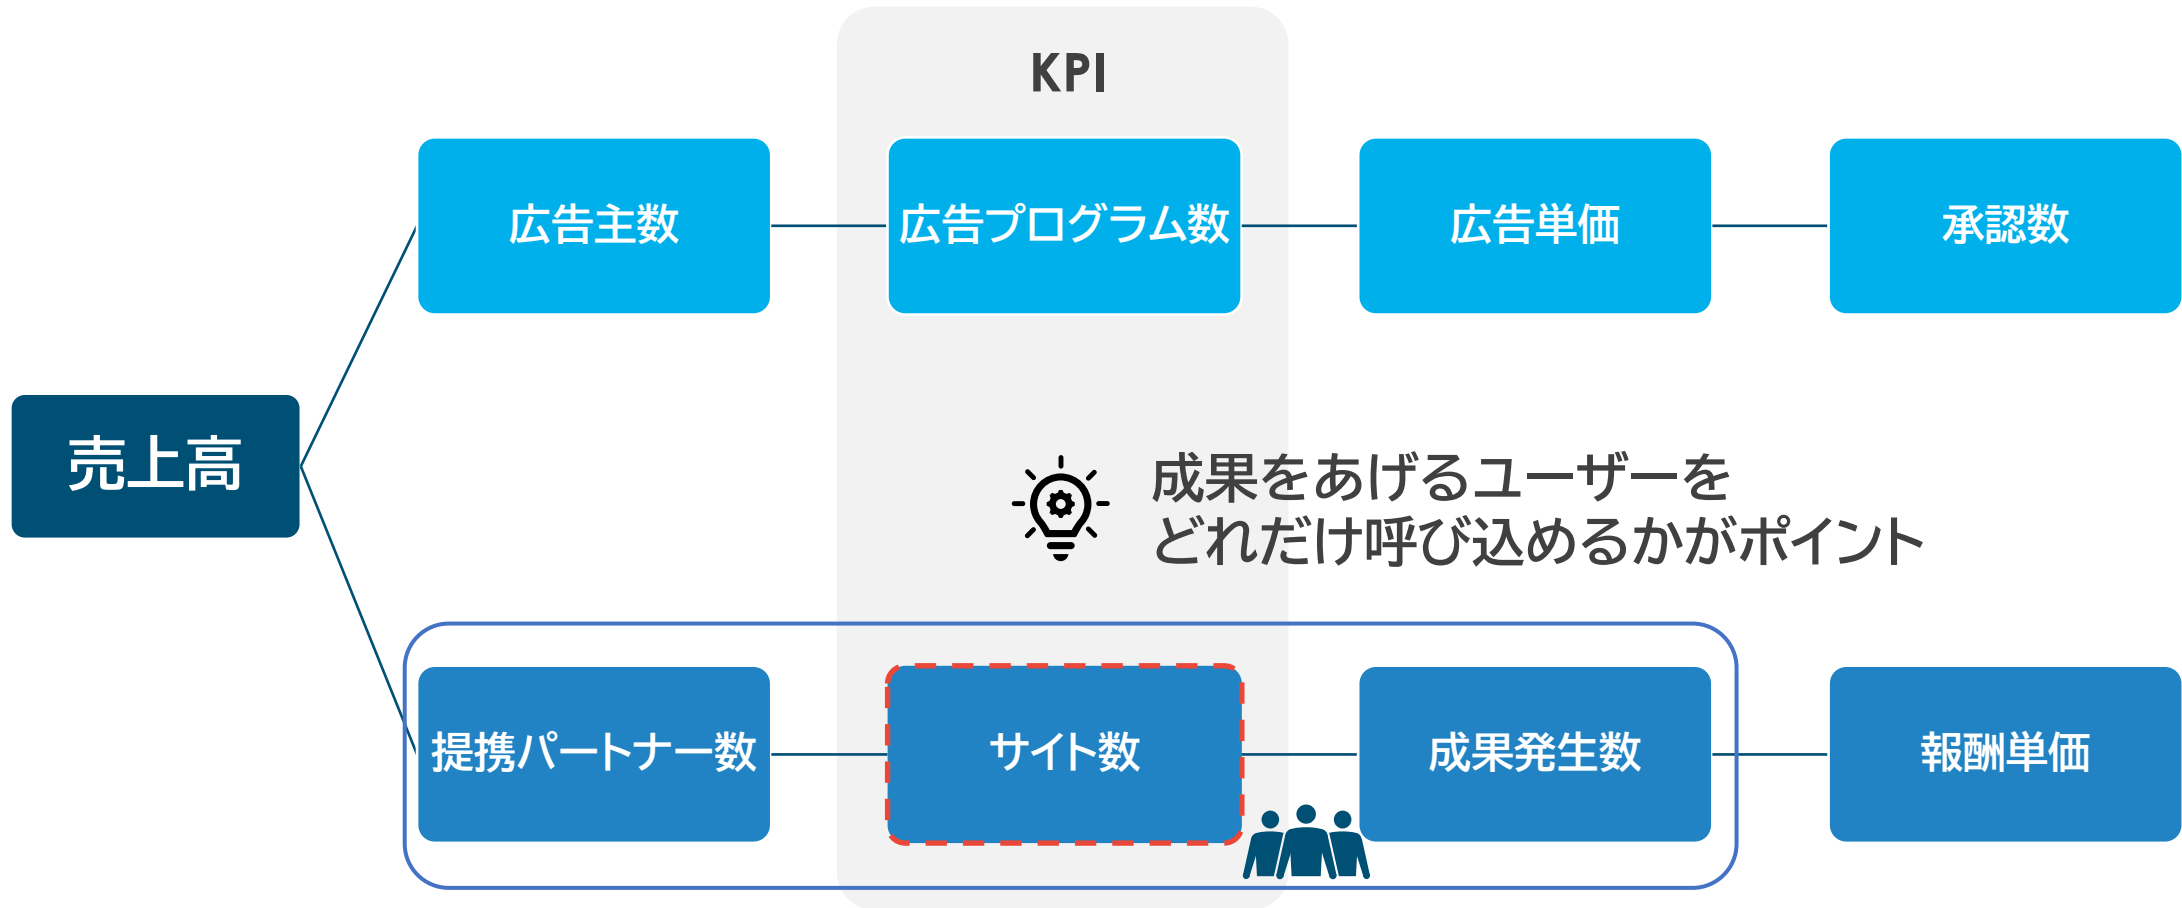 KPI
広告主数
広告プログラム数
広告単価
承認数
売上高
成果をあげるユーザーを
どれだけ呼び込めるかがポイント
提携パートナー数
サイト数
成果発生数
報酬単価